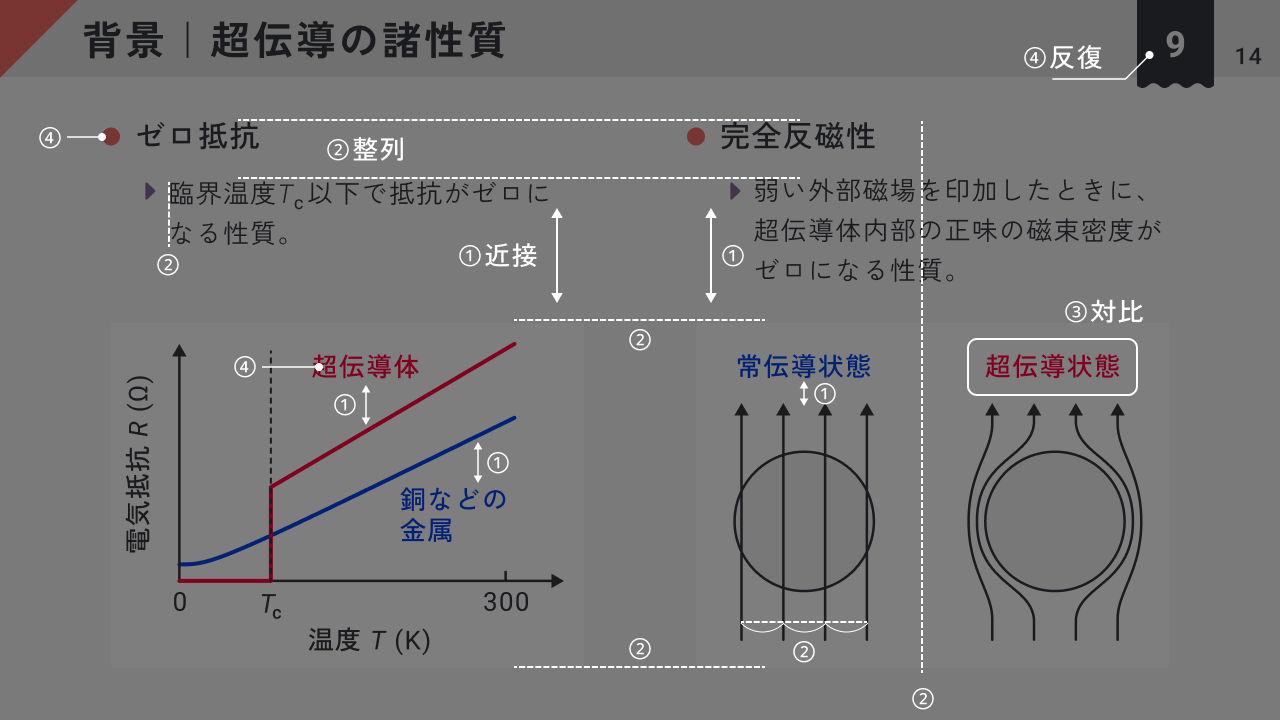 背景｜超伝導の諸性質
④反復
9
14
④
ゼロ抵抗
②整列
臨界温度Tc以下で抵抗がゼロに
なる性質。
②
①近接
完全反磁性
弱い外部磁場を印加したときに、
超伝導体内部の正味の磁束密度が
ゼロになる性質。
①
②
③対比
④
超伝導体
①
①
銅などの
金属
電気抵抗 R (Ω)
0
Tc
300
温度 T (K)
常伝導状態
①
超伝導状態
②
②
②